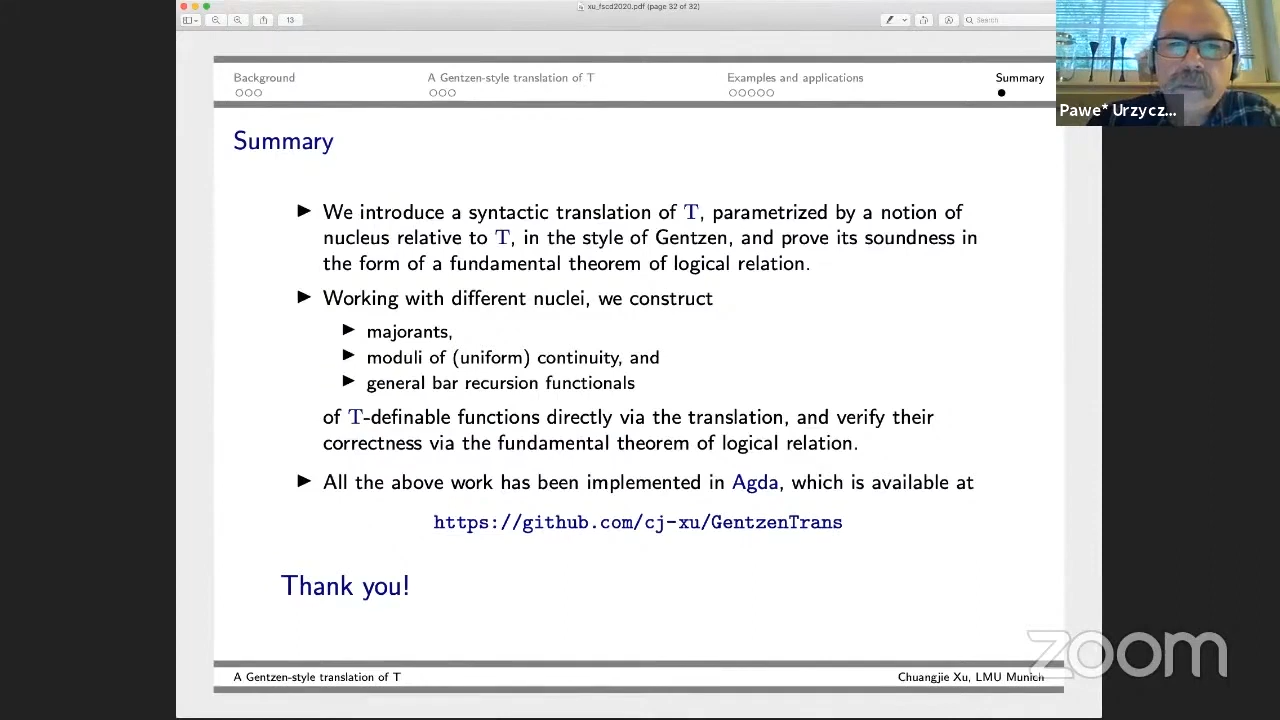 xu_fscd2020.pdf (page 32 of 32)
13
Search
Background
A Gentzen-style translation of T
Examples and applications
Summary
Pawe* Urzycz...
Summary
We introduce a syntactic translation of T, parametrized by a notion of
nucleus relative to T, in the style of Gentzen, and prove its soundness in
the form of a fundamental theorem of logical relation.
Working with different nuclei, we construct
majorants,
moduli of (uniform) continuity, and
general bar recursion functionals
of T-definable functions directly via the translation, and verify their
correctness via the fundamental theorem of logical relation.
All the above work has been implemented in Agda, which is available at
https://github.com/cj-xu/GentzenTrans
Thank you!
zoom
A Gentzen-style translation of T
Chuangjie Xu, LMU Munich